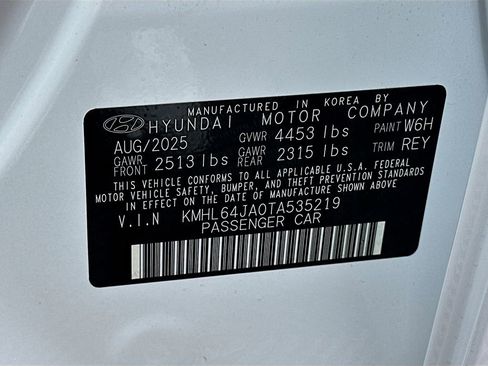 MANUFACTURED IN KOREA BY
HYUNDAI MOTOR COMPANY
AUG/2025 GVWR 4453 lbs PAINT W6H
GAWR FRONT 2513 lbs GAWR REAR 2315 lbs TRIM REY
THIS VEHICLE CONFORMS TO ALL APPLICABLE U.S.A. FEDERAL
MOTOR VEHICLE SAFETY, BUMPER, AND THEFT PREVENTION STANDARDS
IN EFFECT ON THE DATE OF MANUFACTURE SHOWN ABOVE.
V.I.N KMHL64JA0TA535219
PASSENGER CAR